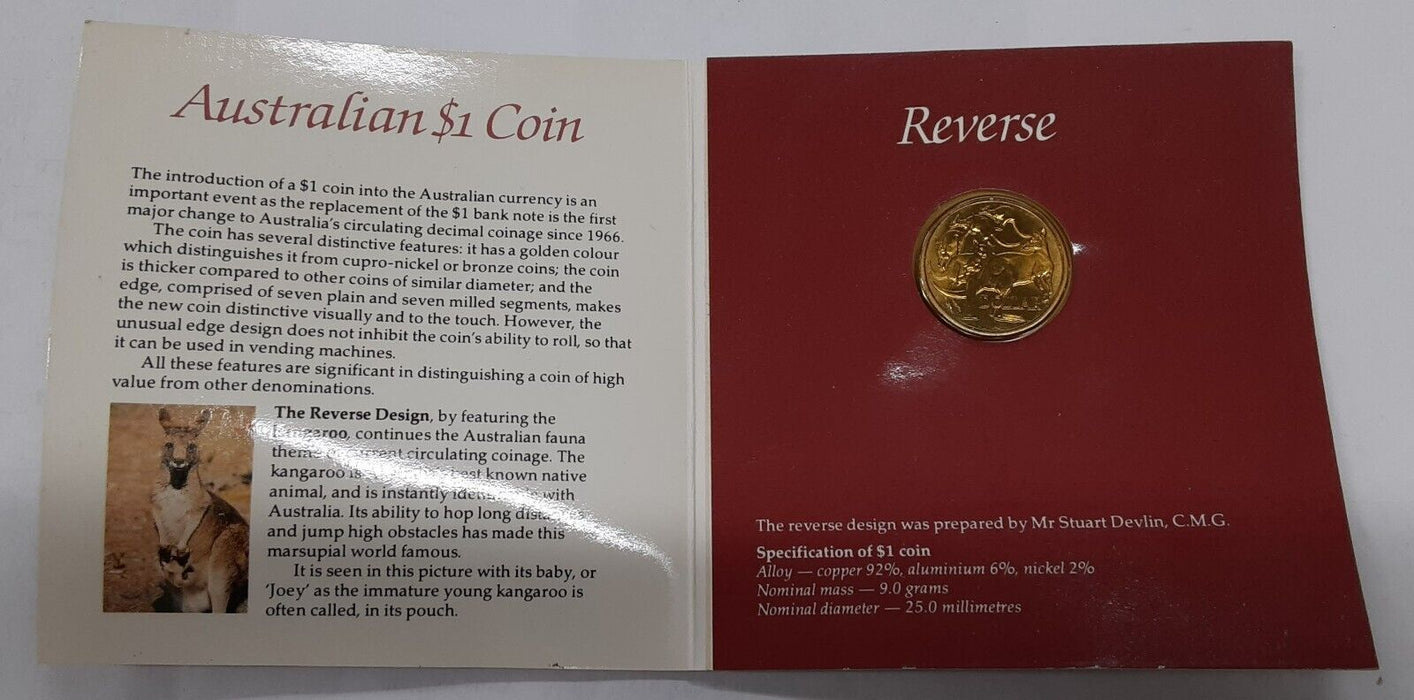 Australian $1 Coin
The introduction of a $1 coin into the Australian currency is an
important event as the replacement of the $1 bank note is the first
major change to Australia's circulating decimal coinage since 1966.
The coin has several distinctive features: it has a golden colour
which distinguishes it from cupro-nickel or bronze coins; the coin
is thicker compared to other coins of similar diameter; and the
edge, comprised of seven plain and seven milled segments, makes
the new coin distinctive visually and to the touch. However, the
unusual edge design does not inhibit the coin's ability to roll, so that
it can be used in vending machines.
All these features are significant in distinguishing a coin of high
value from other denominations.
The Reverse Design, by featuring the
kangaroo, continues the Australian fauna
theme current circulating coinage. The
kangaroo is best known native
animal, and is instantly with
Australia. Its ability to hop long
and jump high obstacles has made this
marsupial world famous.
It is seen in this picture with its baby, or
'Joey' as the immature young kangaroo is
often called, in its pouch.
Reverse
The reverse design was prepared by Mr Stuart Devlin, C.M.G.
Specification of $1 coin
Alloy — copper 92%, aluminium 6%, nickel 2%
Nominal mass — 9.0 grams
Nominal diameter — 25.0 millimetres